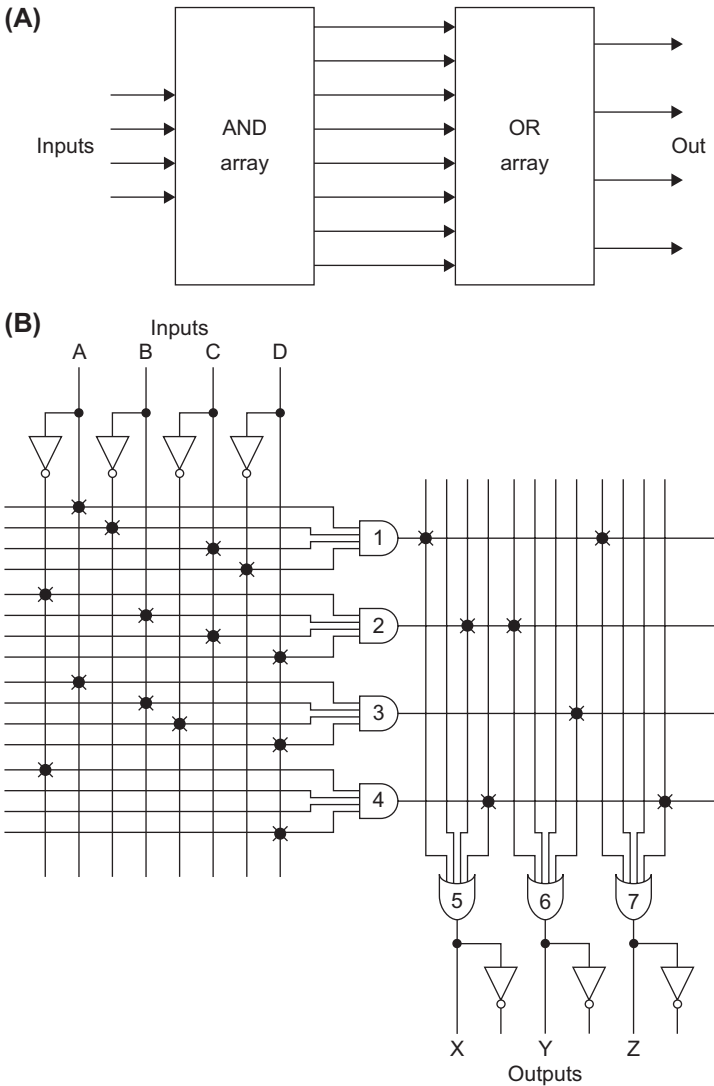 (A)
Inputs
AND
array
OR
array
Out
(B)
Inputs
A B C D
1
2
3
4
5 6 7
X Y Z
Outputs